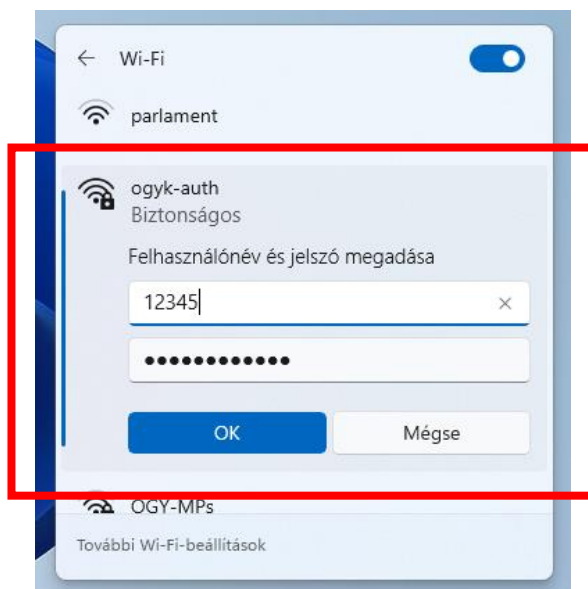 Wi-Fi
parlament
ogyk-auth
Biztonságos
Felhasználónév és jelszó megadása
12345
••••••••••••
OK Mégse
OGY-MPs
További Wi-Fi-beállítások